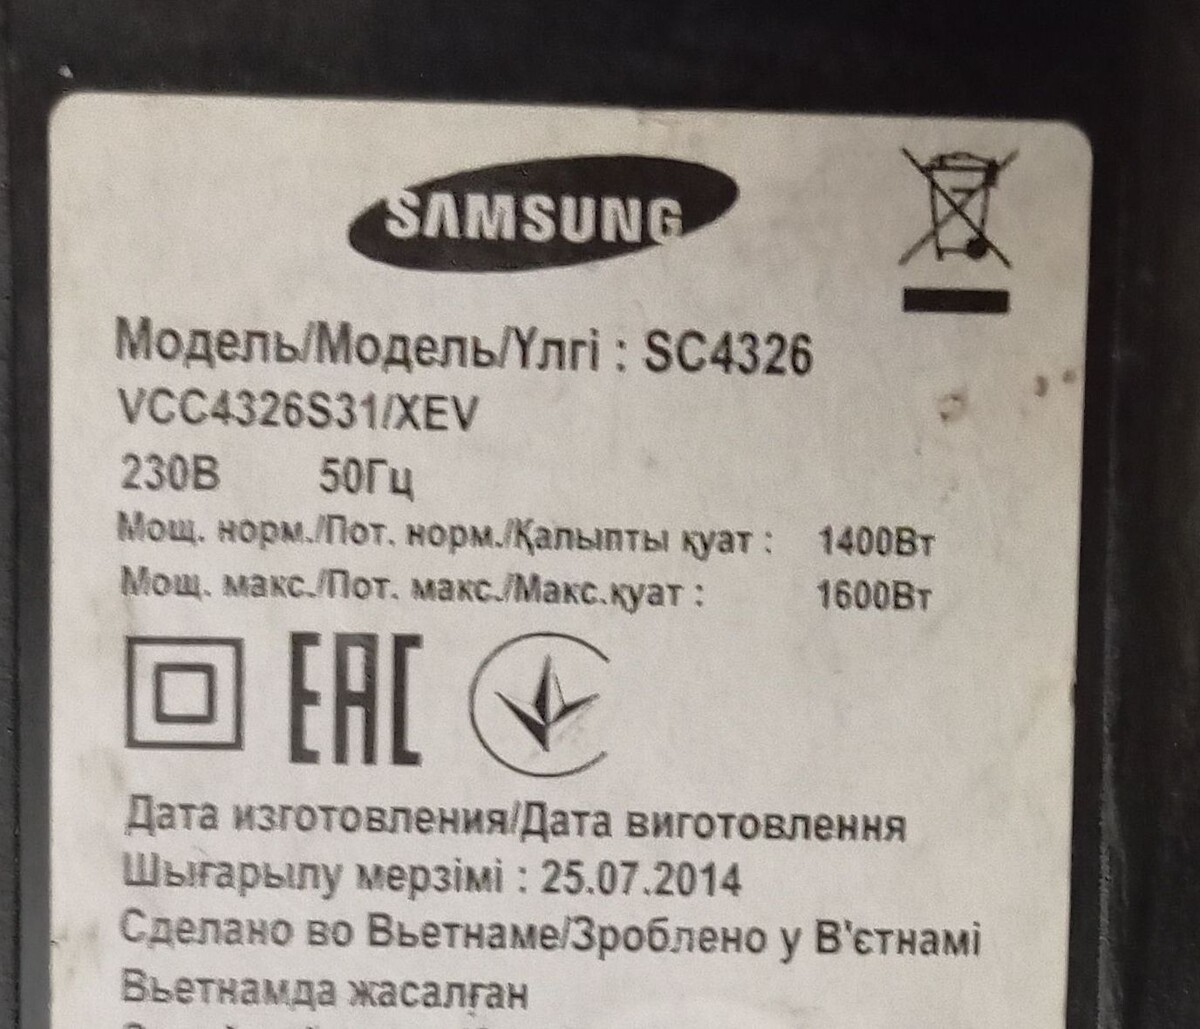 SAMSUNG
Модель/Модель/Үлгі : SC4326
VCC4326S31/XEV
230В 50Гц
Мощ. норм./Пот. норм./Қалыпты қуат : 1400Вт
Мощ. макс./Пот. макс./Макс.қуат : 1600Вт
EAC
Дата изготовления/Дата виготовлення
Шығарылу мерзімі : 25.07.2014
Сделано во Вьетнаме/Зроблено у В'єтнамі
Вьетнамда жасалған